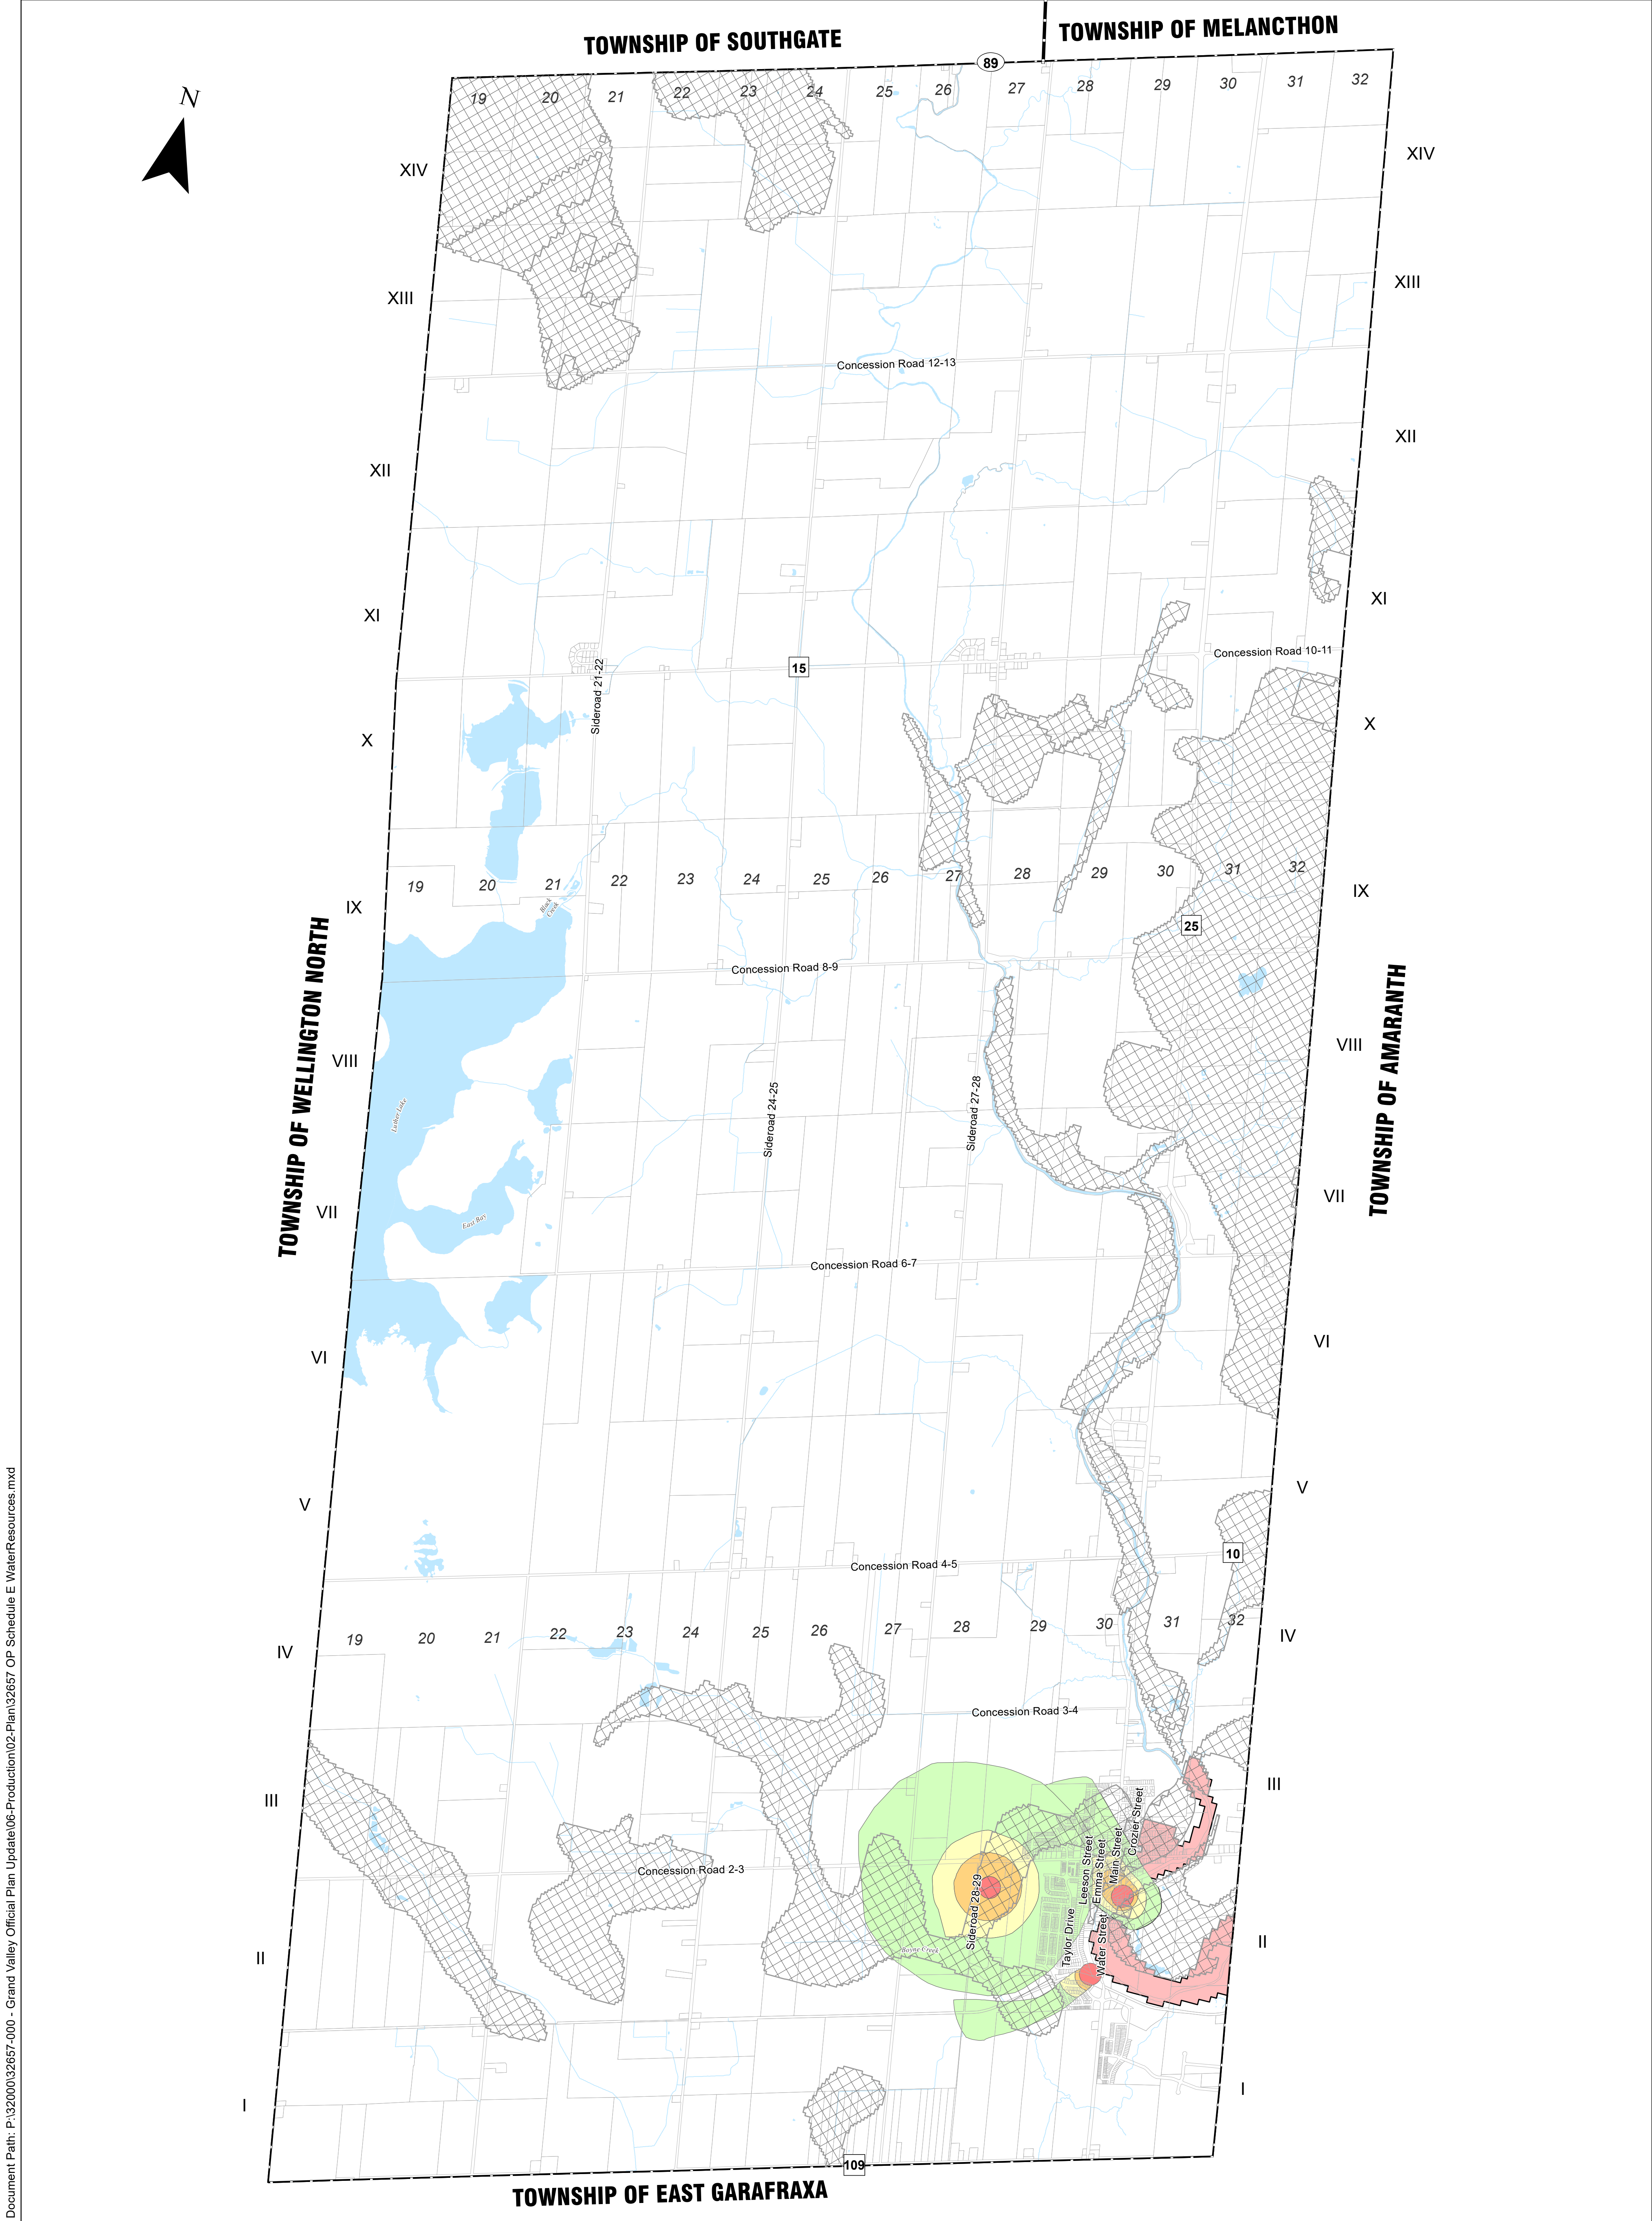 TOWNSHIP OF SOUTHGATE
TOWNSHIP OF MELANCTHON
89
N
19 20 21 22 23 24 25 26 27 28 29 30 31 32
XIV
XIV
XIII
XIII
Concession Road 12-13
XII
XII
XI
XI
Concession Road 10-11
15
Sideroad 21-22
X
X
19 20 21 22 23 24 25 26 27 28 29 30 31 32
Black
Creek
IX
IX
25
Concession Road 8-9
TOWNSHIP OF WELLINGTON NORTH
TOWNSHIP OF AMARANTH
VIII
VIII
Luther Lake
Sideroad 24-25
Sideroad 27-28
VII
VII
East Bay
Concession Road 6-7
VI
VI
V
V
10
Concession Road 4-5
19 20 21 22 23 24 25 26 27 28 29 30 31 32
IV
IV
Concession Road 3-4
III
III
Crozier Street
Main Street
Emma Street
Leeson Street
Concession Road 2-3
Sideroad 28-29
Taylor Drive
Water Street
Boyne Creek
II
II
I
I
109
TOWNSHIP OF EAST GARAFRAXA
Document Path: P:\32000\32657-000 - Grand Valley Official Plan Update\06-Production\02-Plan\32657 OP Schedule E WaterResources.mxd